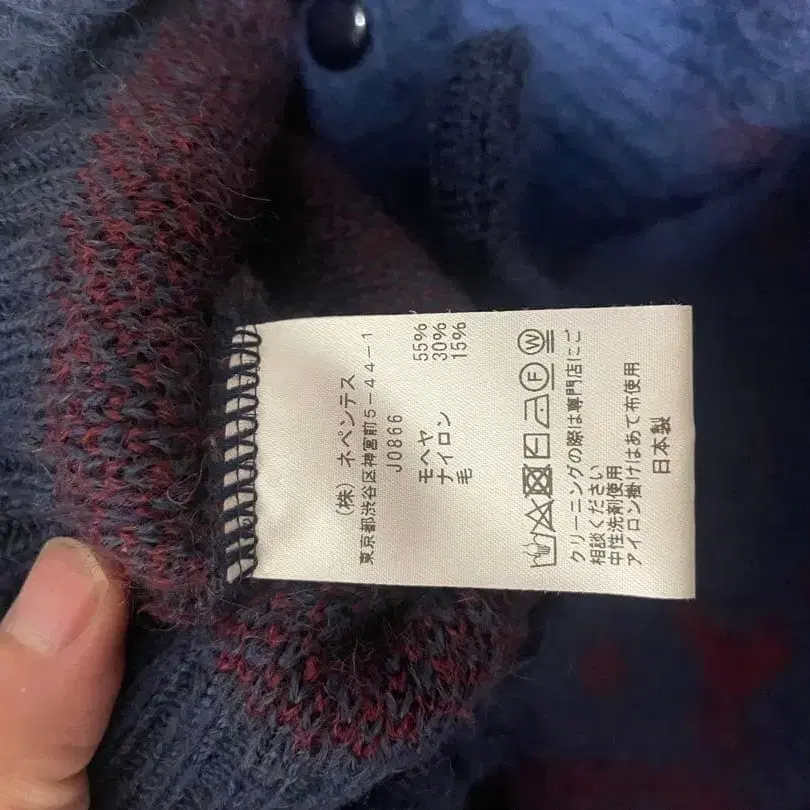 (株) ネペンテス
東京都渋谷区神宮前5-44-1
J0866
モヘヤ 55%
ナイロン 30%
毛 15%
F W
クリーニングの際は専門店にご
相談ください
中性洗剤使用
アイロン掛けはあて布使用
日本製